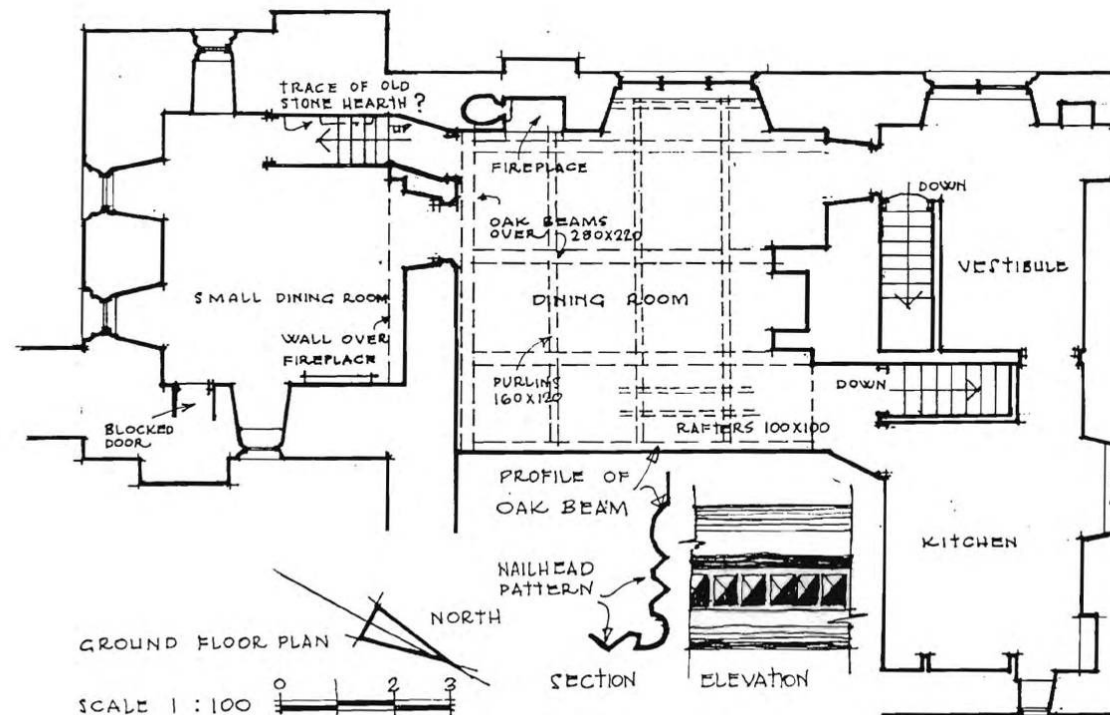 TRACE OF OLD
STONE HEARTH?
UP
FIREPLACE
DOWN
OAK BEAMS
OVER 280X220
VESTIBULE
SMALL DINING ROOM
DINING ROOM
WALL OVER
FIREPLACE
PURLINS
160X120
DOWN
BLOCKED
DOOR
RAFTERS 100X100
PROFILE OF
OAK BEAM
KITCHEN
NAILHEAD
PATTERN
NORTH
GROUND FLOOR PLAN
SECTION
ELEVATION
0 1 2 3
SCALE 1:100